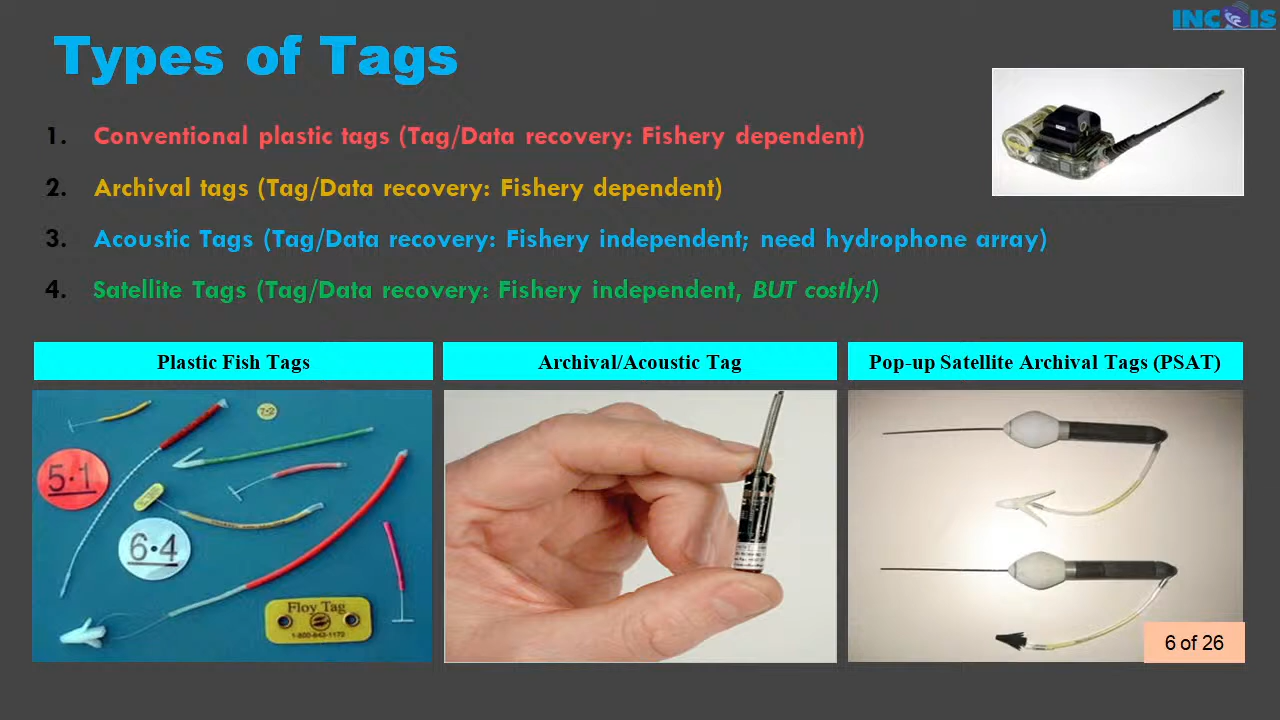 INCOIS
Types of Tags
1. Conventional plastic tags (Tag/Data recovery: Fishery dependent)
2. Archival tags (Tag/Data recovery: Fishery dependent)
3. Acoustic Tags (Tag/Data recovery: Fishery independent; need hydrophone array)
4. Satellite Tags (Tag/Data recovery: Fishery independent, BUT costly!)
Plastic Fish Tags
Archival/Acoustic Tag
Pop-up Satellite Archival Tags (PSAT)
7·2
5·1
6·4
Floy Tag
1-800-843-1172
6 of 26